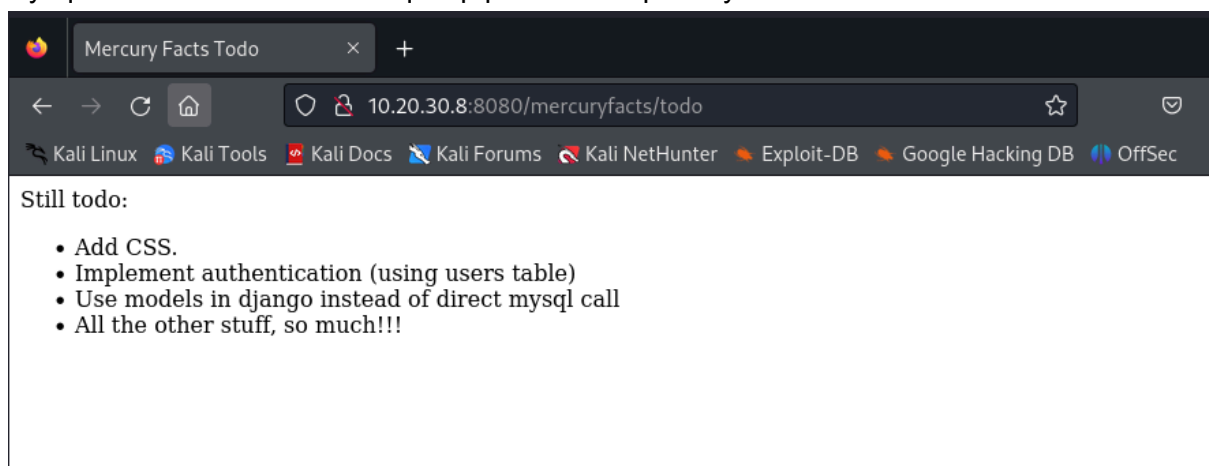 Mercury Facts Todo
10.20.30.8:8080/mercuryfacts/todo
Kali Linux Kali Tools Kali Docs Kali Forums Kali NetHunter Exploit-DB Google Hacking DB OffSec
Still todo:
• Add CSS.
• Implement authentication (using users table)
• Use models in django instead of direct mysql call
• All the other stuff, so much!!!